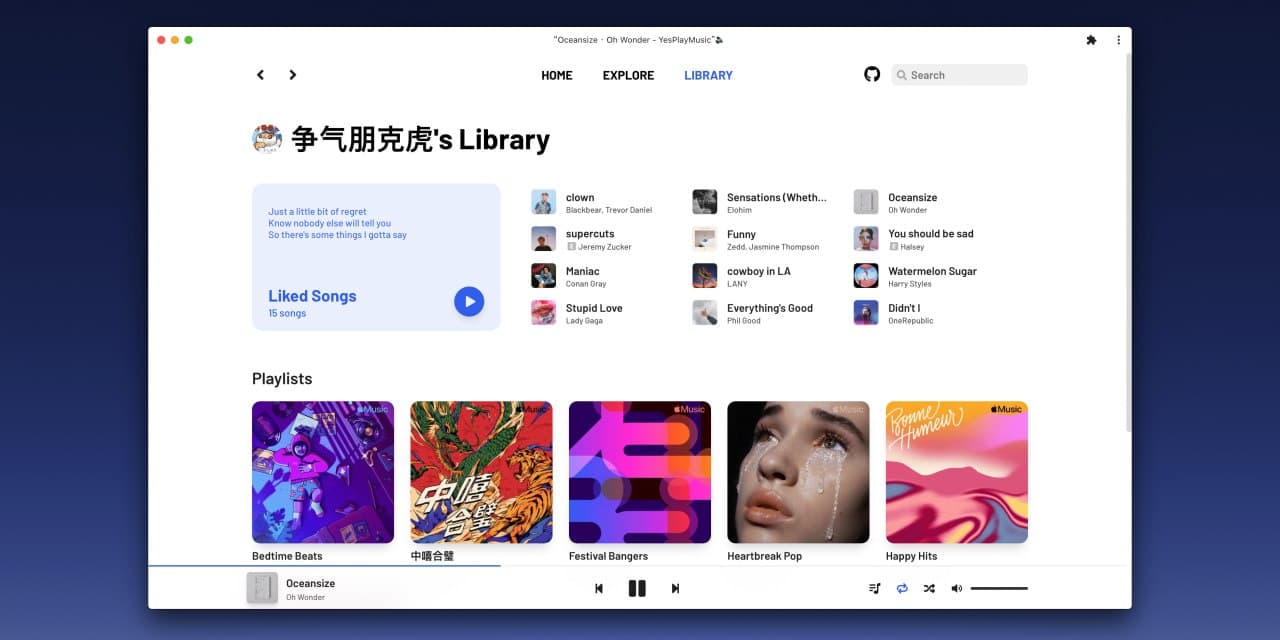 "Oceansize · Oh Wonder - YesPlayMusic"
HOME EXPLORE LIBRARY
Search
争气朋克虎's Library
Just a little bit of regret
Know nobody else will tell you
So there's some things I gotta say
Liked Songs
15 songs
clown
Blackbear, Trevor Daniel
Sensations (Wheth...
Elohim
Oceansize
Oh Wonder
supercuts
E Jeremy Zucker
Funny
Zedd, Jasmine Thompson
You should be sad
E Halsey
Maniac
Conan Gray
cowboy in LA
LANY
Watermelon Sugar
Harry Styles
Stupid Love
Lady Gaga
Everything's Good
Phil Good
Didn't I
OneRepublic
Playlists
Music
Music
中嘻
合璧
Music
Music
Music
Bonne
Humeur
Bedtime Beats
中嘻合璧
Festival Bangers
Heartbreak Pop
Happy Hits
Oceansize
Oh Wonder